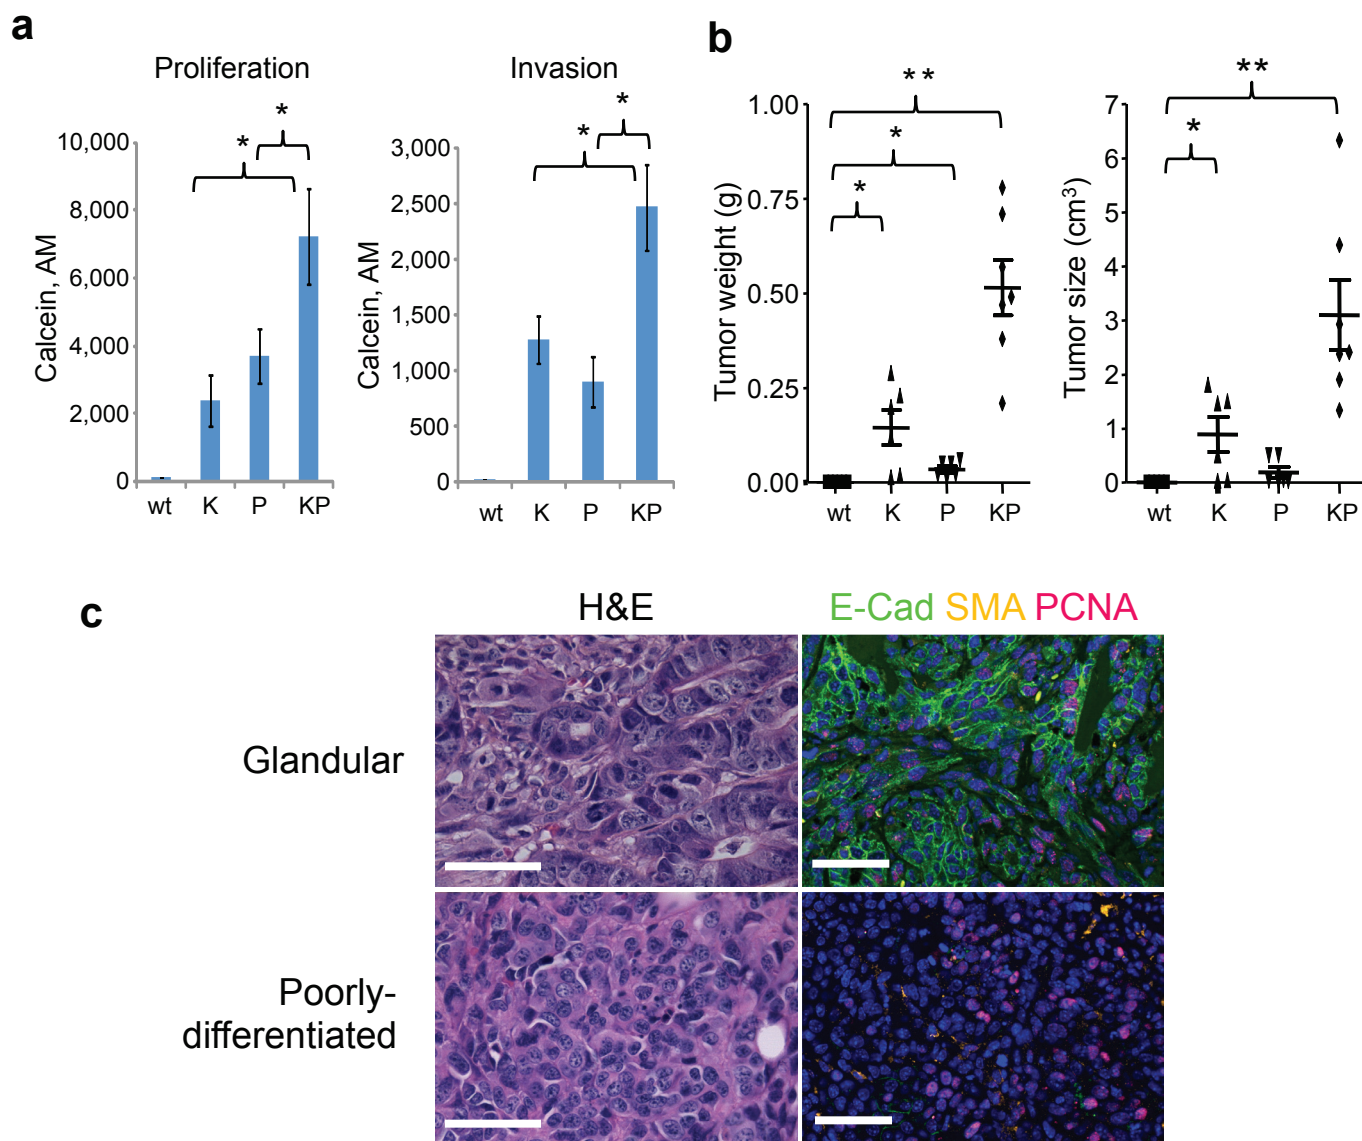 a
Proliferation
Calcein, AM
10,000
8,000
6,000
4,000
2,000
0
*
*
wt K P KP
Invasion
Calcein, AM
3,000
2,500
2,000
1,500
1,000
500
0
*
*
wt K P KP
b
Tumor weight (g)
1.00
0.75
0.50
0.25
0.00
**
*
*
wt K P KP
Tumor size (cm³)
7
6
5
4
3
2
1
0
**
*
wt K P KP
c
H&E
E-Cad SMA PCNA
Glandular
Poorly-
differentiated